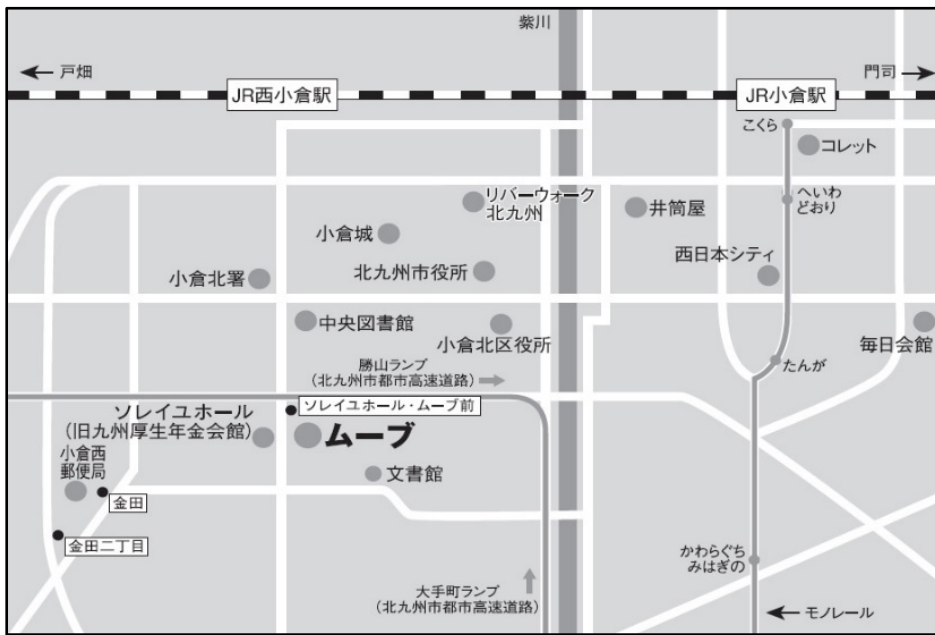 紫川
戸畑
門司
JR西小倉駅
JR小倉駅
こくら
コレット
リバーウォーク
北九州
へいわ
どおり
井筒屋
小倉城
西日本シティ
小倉北署
北九州市役所
中央図書館
小倉北区役所
毎日会館
勝山ランプ
(北九州市都市高速道路)
たんが
ソレイユホール・ムーブ前
ソレイユホール
(旧九州厚生年金会館)
ムーブ
小倉西
郵便局
文書館
金田
金田二丁目
かわらぐち
みはぎの
大手町ランプ
(北九州市都市高速道路)
モノレール